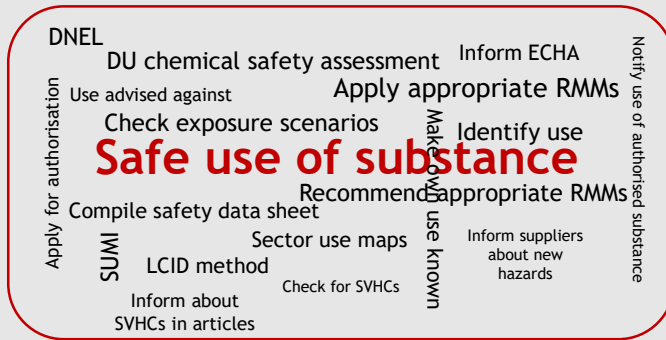 DNEL
DU chemical safety assessment
Inform ECHA
Notify use of authorised substance
Apply for authorisation
Use advised against
Apply appropriate RMMs
Check exposure scenarios
Make own use known
Identify use
Safe use of substance
Recommend appropriate RMMs
Compile safety data sheet
SUMI
Sector use maps
Inform suppliers
about new
hazards
LCID method
Check for SVHCs
Inform about
SVHCs in articles